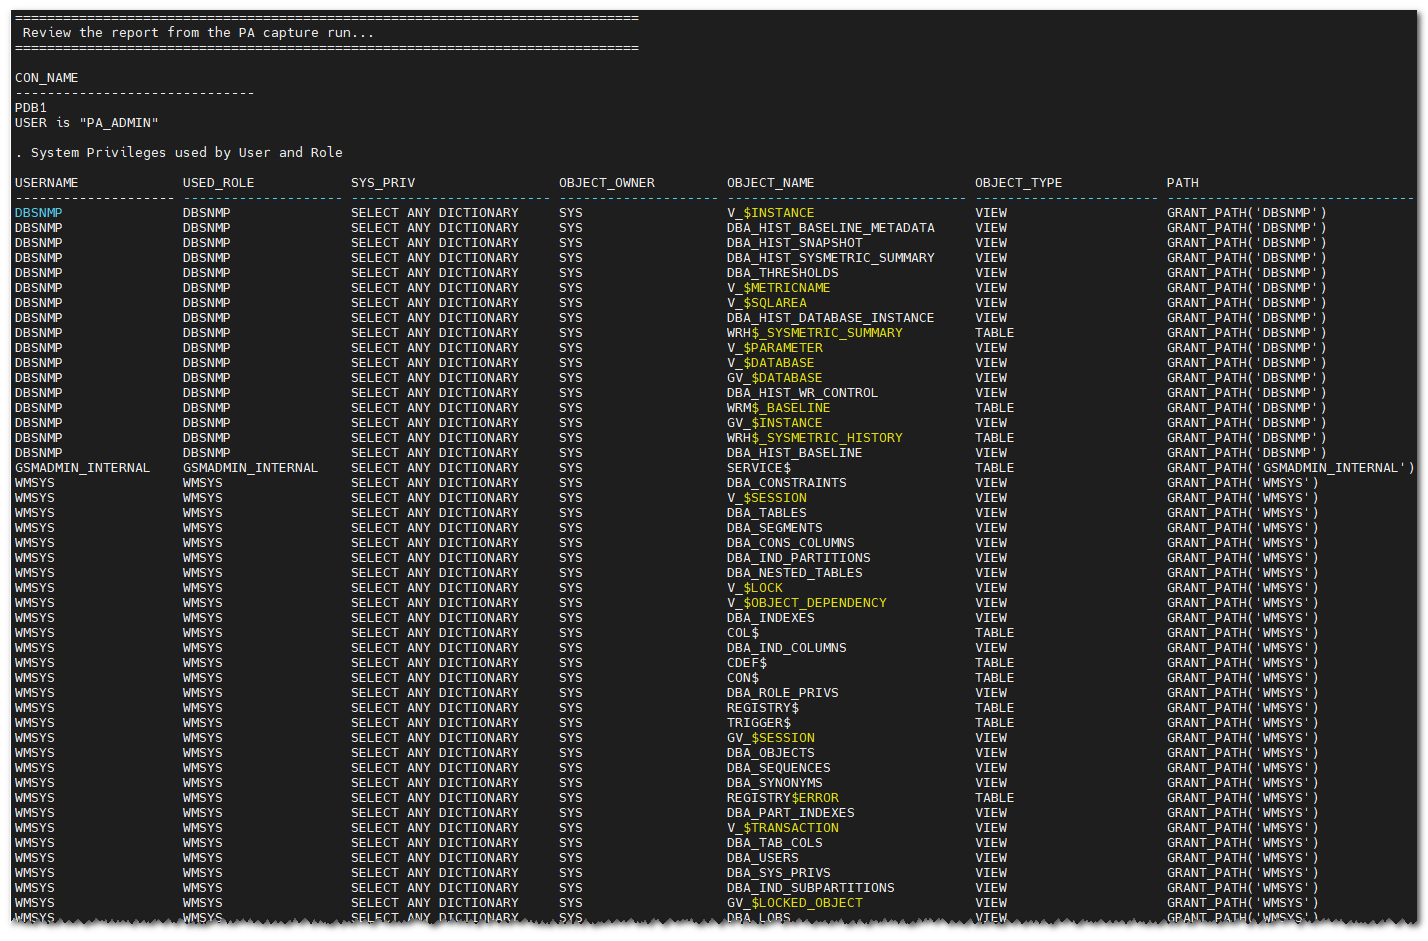 ==============================================================================
Review the report from the PA capture run...
==============================================================================
CON_NAME
------------------------------
PDB1
USER is "PA_ADMIN"
. System Privileges used by User and Role
USERNAME USED_ROLE SYS_PRIV OBJECT_OWNER OBJECT_NAME OBJECT_TYPE PATH
-------------------- -------------------- ------------------------- -------------------- ------------------------------ ----------------------- -------------------------------
DBSNMP DBSNMP SELECT ANY DICTIONARY SYS V_$INSTANCE VIEW GRANT_PATH('DBSNMP')
DBSNMP DBSNMP SELECT ANY DICTIONARY SYS DBA_HIST_BASELINE_METADATA VIEW GRANT_PATH('DBSNMP')
DBSNMP DBSNMP SELECT ANY DICTIONARY SYS DBA_HIST_SNAPSHOT VIEW GRANT_PATH('DBSNMP')
DBSNMP DBSNMP SELECT ANY DICTIONARY SYS DBA_HIST_SYSMETRIC_SUMMARY VIEW GRANT_PATH('DBSNMP')
DBSNMP DBSNMP SELECT ANY DICTIONARY SYS DBA_THRESHOLDS VIEW GRANT_PATH('DBSNMP')
DBSNMP DBSNMP SELECT ANY DICTIONARY SYS V_$METRICNAME VIEW GRANT_PATH('DBSNMP')
DBSNMP DBSNMP SELECT ANY DICTIONARY SYS V_$SQLAREA VIEW GRANT_PATH('DBSNMP')
DBSNMP DBSNMP SELECT ANY DICTIONARY SYS DBA_HIST_DATABASE_INSTANCE VIEW GRANT_PATH('DBSNMP')
DBSNMP DBSNMP SELECT ANY DICTIONARY SYS WRH$_SYSMETRIC_SUMMARY TABLE GRANT_PATH('DBSNMP')
DBSNMP DBSNMP SELECT ANY DICTIONARY SYS V_$PARAMETER VIEW GRANT_PATH('DBSNMP')
DBSNMP DBSNMP SELECT ANY DICTIONARY SYS V_$DATABASE VIEW GRANT_PATH('DBSNMP')
DBSNMP DBSNMP SELECT ANY DICTIONARY SYS GV_$DATABASE VIEW GRANT_PATH('DBSNMP')
DBSNMP DBSNMP SELECT ANY DICTIONARY SYS DBA_HIST_WR_CONTROL VIEW GRANT_PATH('DBSNMP')
DBSNMP DBSNMP SELECT ANY DICTIONARY SYS WRM$_BASELINE TABLE GRANT_PATH('DBSNMP')
DBSNMP DBSNMP SELECT ANY DICTIONARY SYS GV_$INSTANCE VIEW GRANT_PATH('DBSNMP')
DBSNMP DBSNMP SELECT ANY DICTIONARY SYS WRH$_SYSMETRIC_HISTORY TABLE GRANT_PATH('DBSNMP')
DBSNMP DBSNMP SELECT ANY DICTIONARY SYS DBA_HIST_BASELINE VIEW GRANT_PATH('DBSNMP')
GSMADMIN_INTERNAL GSMADMIN_INTERNAL SELECT ANY DICTIONARY SYS SERVICE$ TABLE GRANT_PATH('GSMADMIN_INTERNAL')
WMSYS WMSYS SELECT ANY DICTIONARY SYS DBA_CONSTRAINTS VIEW GRANT_PATH('WMSYS')
WMSYS WMSYS SELECT ANY DICTIONARY SYS V_$SESSION VIEW GRANT_PATH('WMSYS')
WMSYS WMSYS SELECT ANY DICTIONARY SYS DBA_TABLES VIEW GRANT_PATH('WMSYS')
WMSYS WMSYS SELECT ANY DICTIONARY SYS DBA_SEGMENTS VIEW GRANT_PATH('WMSYS')
WMSYS WMSYS SELECT ANY DICTIONARY SYS DBA_CONS_COLUMNS VIEW GRANT_PATH('WMSYS')
WMSYS WMSYS SELECT ANY DICTIONARY SYS DBA_IND_PARTITIONS VIEW GRANT_PATH('WMSYS')
WMSYS WMSYS SELECT ANY DICTIONARY SYS DBA_NESTED_TABLES VIEW GRANT_PATH('WMSYS')
WMSYS WMSYS SELECT ANY DICTIONARY SYS V_$LOCK VIEW GRANT_PATH('WMSYS')
WMSYS WMSYS SELECT ANY DICTIONARY SYS V_$OBJECT_DEPENDENCY VIEW GRANT_PATH('WMSYS')
WMSYS WMSYS SELECT ANY DICTIONARY SYS DBA_INDEXES VIEW GRANT_PATH('WMSYS')
WMSYS WMSYS SELECT ANY DICTIONARY SYS COL$ TABLE GRANT_PATH('WMSYS')
WMSYS WMSYS SELECT ANY DICTIONARY SYS DBA_IND_COLUMNS VIEW GRANT_PATH('WMSYS')
WMSYS WMSYS SELECT ANY DICTIONARY SYS CDEF$ TABLE GRANT_PATH('WMSYS')
WMSYS WMSYS SELECT ANY DICTIONARY SYS CON$ TABLE GRANT_PATH('WMSYS')
WMSYS WMSYS SELECT ANY DICTIONARY SYS DBA_ROLE_PRIVS VIEW GRANT_PATH('WMSYS')
WMSYS WMSYS SELECT ANY DICTIONARY SYS REGISTRY$ TABLE GRANT_PATH('WMSYS')
WMSYS WMSYS SELECT ANY DICTIONARY SYS TRIGGER$ TABLE GRANT_PATH('WMSYS')
WMSYS WMSYS SELECT ANY DICTIONARY SYS GV_$SESSION VIEW GRANT_PATH('WMSYS')
WMSYS WMSYS SELECT ANY DICTIONARY SYS DBA_OBJECTS VIEW GRANT_PATH('WMSYS')
WMSYS WMSYS SELECT ANY DICTIONARY SYS DBA_SEQUENCES VIEW GRANT_PATH('WMSYS')
WMSYS WMSYS SELECT ANY DICTIONARY SYS DBA_SYNONYMS VIEW GRANT_PATH('WMSYS')
WMSYS WMSYS SELECT ANY DICTIONARY SYS REGISTRY$ERROR TABLE GRANT_PATH('WMSYS')
WMSYS WMSYS SELECT ANY DICTIONARY SYS DBA_PART_INDEXES VIEW GRANT_PATH('WMSYS')
WMSYS WMSYS SELECT ANY DICTIONARY SYS V_$TRANSACTION VIEW GRANT_PATH('WMSYS')
WMSYS WMSYS SELECT ANY DICTIONARY SYS DBA_TAB_COLS VIEW GRANT_PATH('WMSYS')
WMSYS WMSYS SELECT ANY DICTIONARY SYS DBA_USERS VIEW GRANT_PATH('WMSYS')
WMSYS WMSYS SELECT ANY DICTIONARY SYS DBA_SYS_PRIVS VIEW GRANT_PATH('WMSYS')
WMSYS WMSYS SELECT ANY DICTIONARY SYS DBA_IND_SUBPARTITIONS VIEW GRANT_PATH('WMSYS')
WMSYS WMSYS SELECT ANY DICTIONARY SYS GV_$LOCKED_OBJECT VIEW GRANT_PATH('WMSYS')
WMSYS WMSYS SELECT ANY DICTIONARY SYS DBA_LOBS VIEW GRANT_PATH('WMSYS')